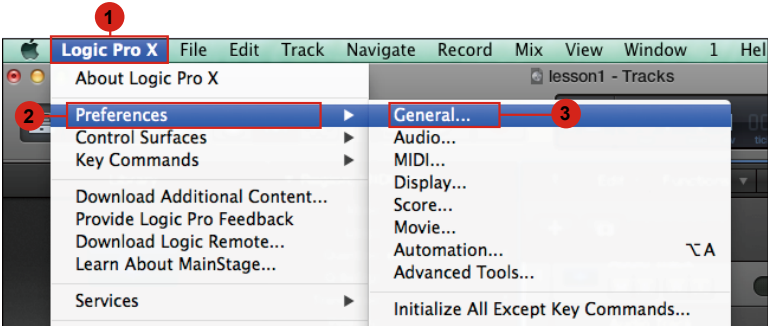 1
Logic Pro X File Edit Track Navigate Record Mix View Window 1 Hel
lesson1 - Tracks
About Logic Pro X
2
Preferences
Control Surfaces
Key Commands
Download Additional Content...
Provide Logic Pro Feedback
Download Logic Remote...
Learn About MainStage...
Services
General...
3
Audio...
MIDI...
Display...
Score...
Movie...
Automation... ⌥A
Advanced Tools...
Initialize All Except Key Commands...